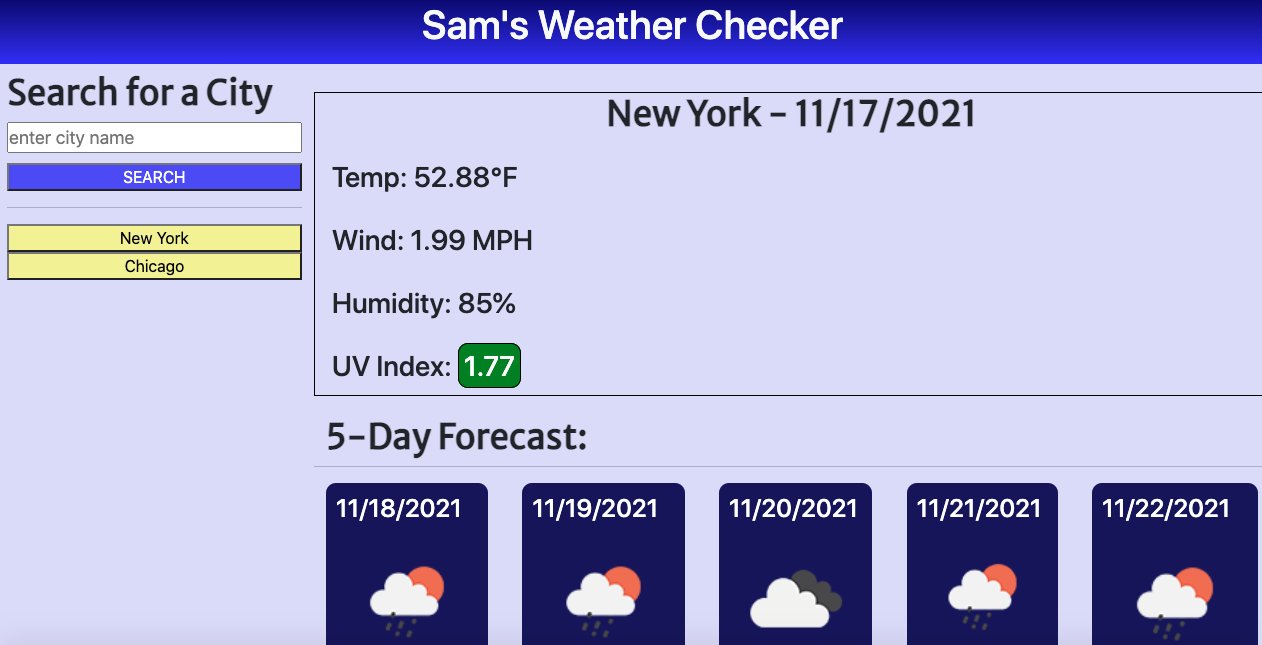 Sam's Weather Checker
Search for a City
enter city name
SEARCH
New York
Chicago
New York - 11/17/2021
Temp: 52.88°F
Wind: 1.99 MPH
Humidity: 85%
UV Index: 1.77
5-Day Forecast:
11/18/2021
11/19/2021
11/20/2021
11/21/2021
11/22/2021